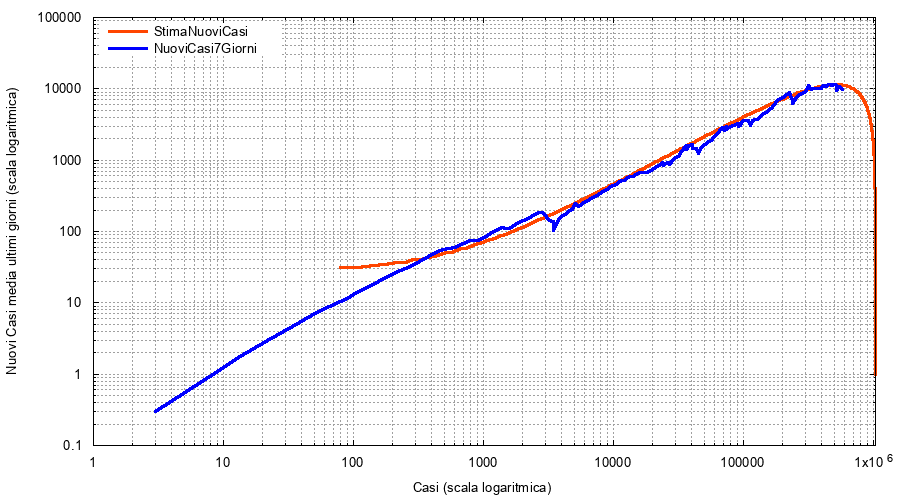 StimaNuoviCasi
NuoviCasi7Giorni
100000
10000
1000
100
10
1
0.1
Nuovi Casi media ultimi giorni (scala logaritmica)
1
10
100
1000
10000
100000
1x10 6
Casi (scala logaritmica)